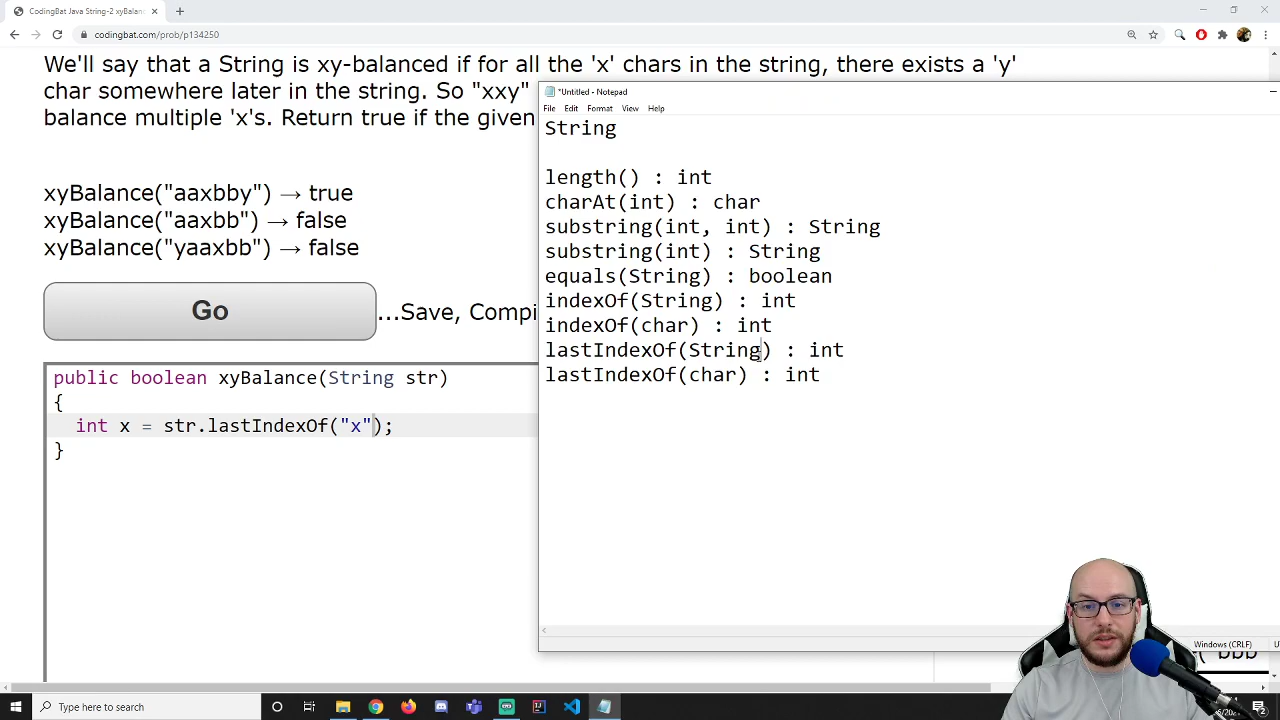 CodingBat Java String-2 xyBalan
codingbat.com/prob/p134250
We'll say that a String is xy-balanced if for all the 'x' chars in the string, there exists a 'y'
char somewhere later in the string. So "xxy"
balance multiple 'x's. Return true if the given
xyBalance("aaxbby") → true
xyBalance("aaxbb") → false
xyBalance("yaaxbb") → false
Go
...Save, Compi
public boolean xyBalance(String str)
{
int x = str.lastIndexOf("x");
}
*Untitled - Notepad
File Edit Format View Help
String
length() : int
charAt(int) : char
substring(int, int) : String
substring(int) : String
equals(String) : boolean
indexOf(String) : int
indexOf(char) : int
lastIndexOf(String) : int
lastIndexOf(char) : int
Windows (CRLF)
bbb
Type here to search